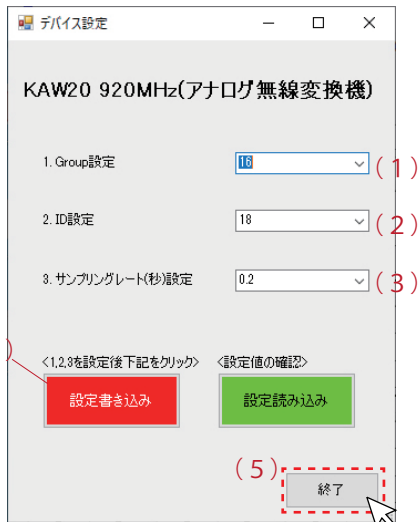 デバイス設定
KAW20 920MHz(アナログ無線変換機)
1. Group設定
16
(1)
2. ID設定
18
(2)
3. サンプリングレート(秒)設定
0.2
(3)
)
<1,2,3を設定後下記をクリック>
<設定値の確認>
設定書き込み
設定読み込み
(5)
終了